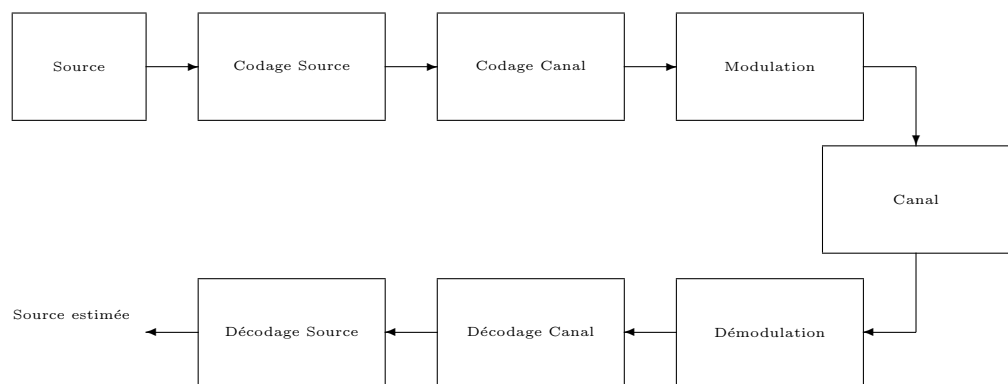 Source
Codage Source
Codage Canal
Modulation
Canal
Source estimée
Décodage Source
Décodage Canal
Démodulation